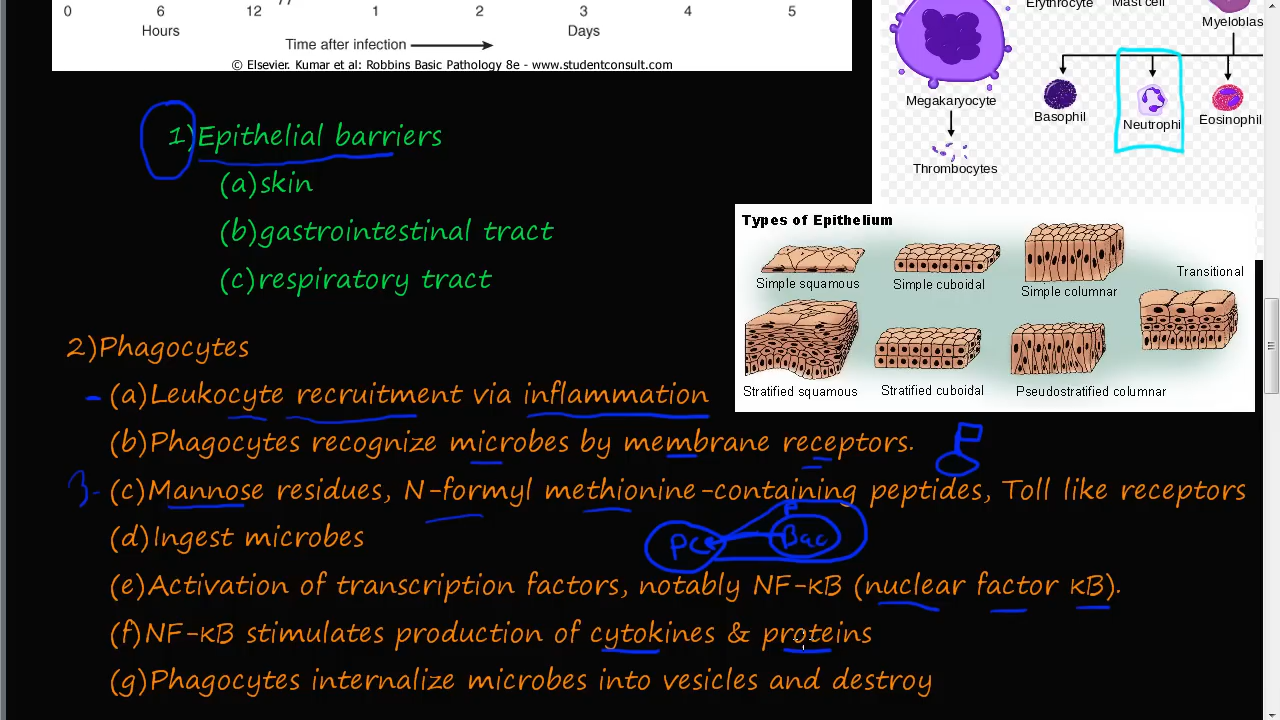 0 6 12 1 2 3 4 5
Hours Days
Time after infection
© Elsevier. Kumar et al: Robbins Basic Pathology 8e - www.studentconsult.com
Erythrocyte Mast cell
Myeloblas
Megakaryocyte
Basophil
Neutrophi
Eosinophil
Thrombocytes
1)Epithelial barriers
(a)skin
(b)gastrointestinal tract
(c)respiratory tract
Types of Epithelium
Simple squamous
Simple cuboidal
Simple columnar
Transitional
Stratified squamous
Stratified cuboidal
Pseudostratified columnar
2)Phagocytes
(a)Leukocyte recruitment via inflammation
(b)Phagocytes recognize microbes by membrane receptors.
3- (c)Mannose residues, N-formyl methionine-containing peptides, Toll like receptors
(d)Ingest microbes
PC Bac
(e)Activation of transcription factors, notably NF-κB (nuclear factor κB).
(f)NF-κB stimulates production of cytokines & proteins
(g)Phagocytes internalize microbes into vesicles and destroy